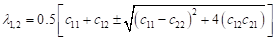 λ1,2 = 0.5[c11 + c12 ± √((c11 − c22)² + 4(c12c21))]